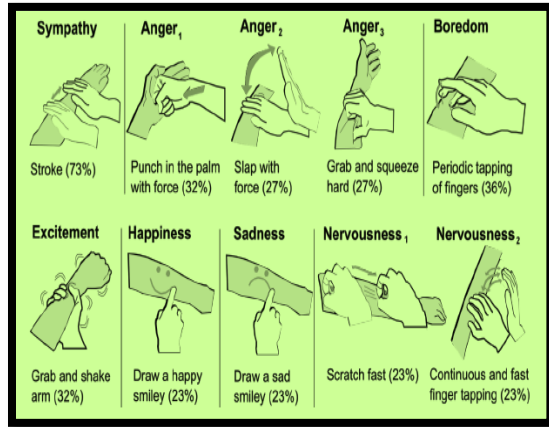 Sympathy
Anger₁
Anger₂
Anger₃
Boredom
Stroke (73%)
Punch in the palm
with force (32%)
Slap with
force (27%)
Grab and squeeze
hard (27%)
Periodic tapping
of fingers (36%)
Excitement
Happiness
Sadness
Nervousness₁
Nervousness₂
Grab and shake
arm (32%)
Draw a happy
smiley (23%)
Draw a sad
smiley (23%)
Scratch fast (23%)
Continuous and fast
finger tapping (23%)